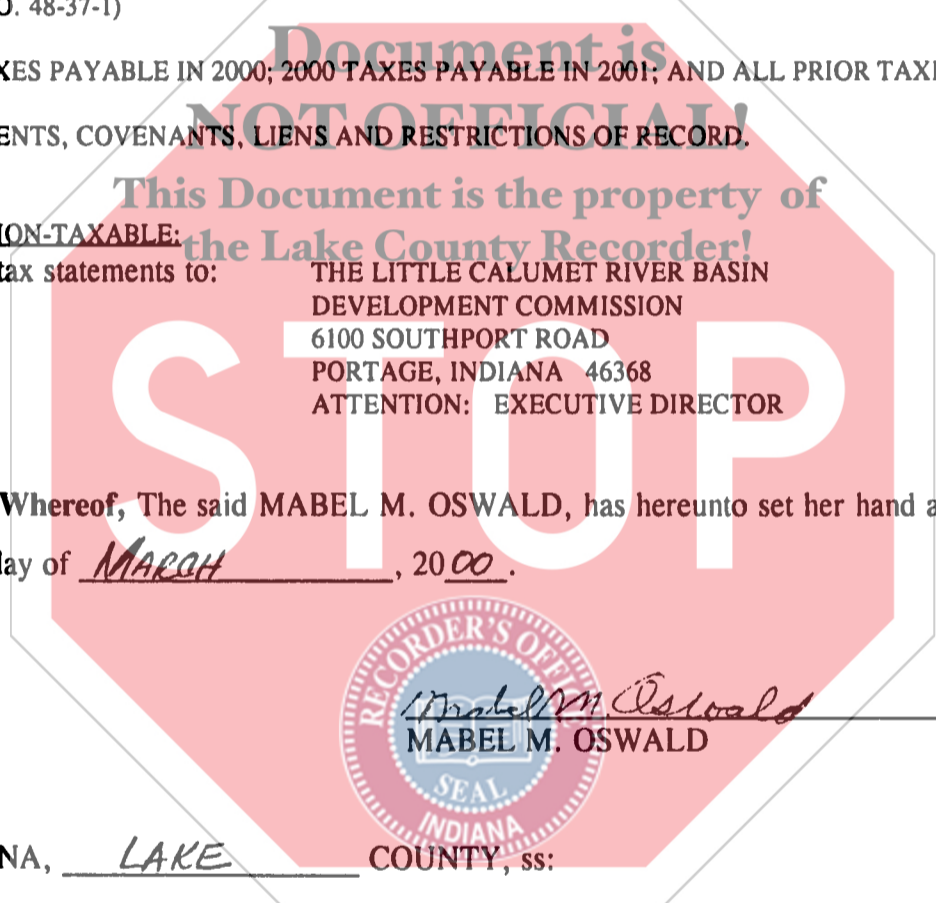 O. 48-37-1)
Document is
XES PAYABLE IN 2000; 2000 TAXES PAYABLE IN 2001; AND ALL PRIOR TAXE
NOT OFFICIAL!
ENTS, COVENANTS, LIENS AND RESTRICTIONS OF RECORD.
This Document is the property of
ION-TAXABLE:
the Lake County Recorder!
tax statements to: THE LITTLE CALUMET RIVER BASIN
DEVELOPMENT COMMISSION
6100 SOUTHPORT ROAD
PORTAGE, INDIANA 46368
ATTENTION: EXECUTIVE DIRECTOR
STOP
Whereof, The said MABEL M. OSWALD, has hereunto set her hand a
day of MARCH, 2000.
RECORDER'S OFFICE
Mabel M Oswald
MABEL M. OSWALD
SEAL
INDIANA
NA, LAKE COUNTY, ss: